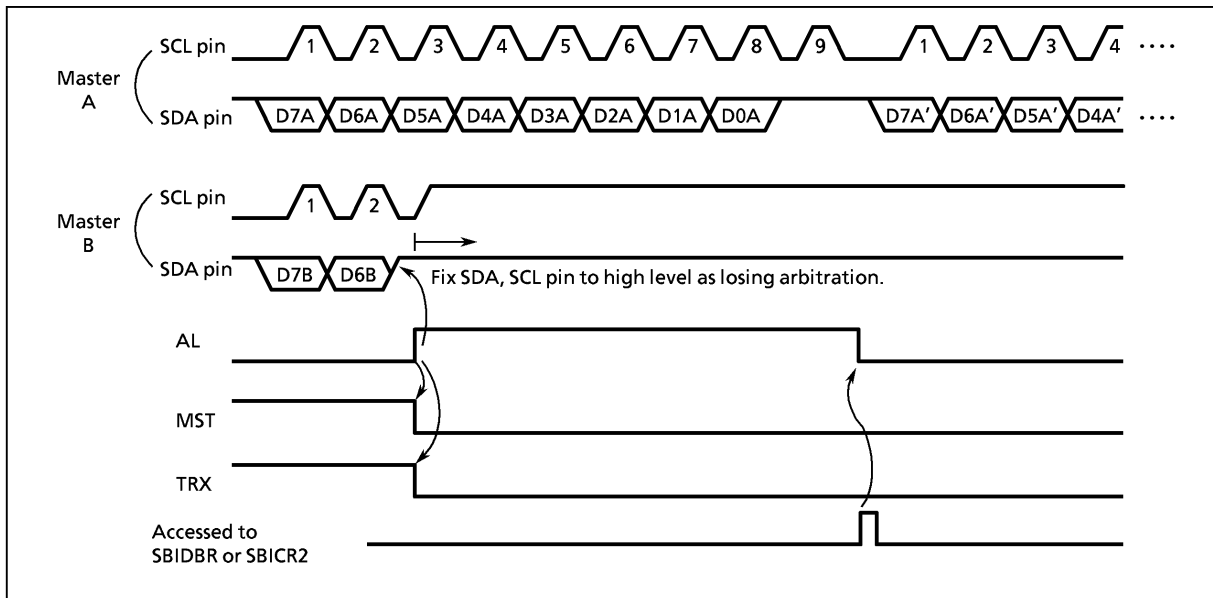 SCL pin 1 2 3 4 5 6 7 8 9 1 2 3 4 ····
Master
A
SDA pin D7A D6A D5A D4A D3A D2A D1A D0A D7A' D6A' D5A' D4A' ····
SCL pin 1 2
Master
B
SDA pin D7B D6B
Fix SDA, SCL pin to high level as losing arbitration.
AL
MST
TRX
Accessed to
SBIDBR or SBICR2